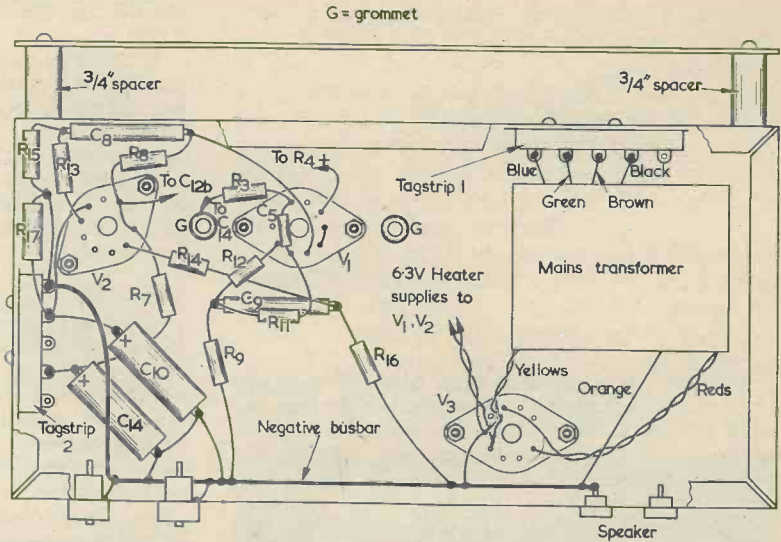 G = grommet
3/4" spacer
3/4" spacer
C8
R15
R13
R8
To C12b
To R4 +
R3
To C14
C5
G
G
R17
V2
R14
R12
V1
R7
C9
R11
R9
R16
C10
C14
Tagstrip 2
Negative busbar
Tagstrip 1
Blue
Green
Brown
Black
Mains transformer
6·3V Heater
supplies to
V1, V2
Yellows
Orange
Reds
V3
Speaker
+
+